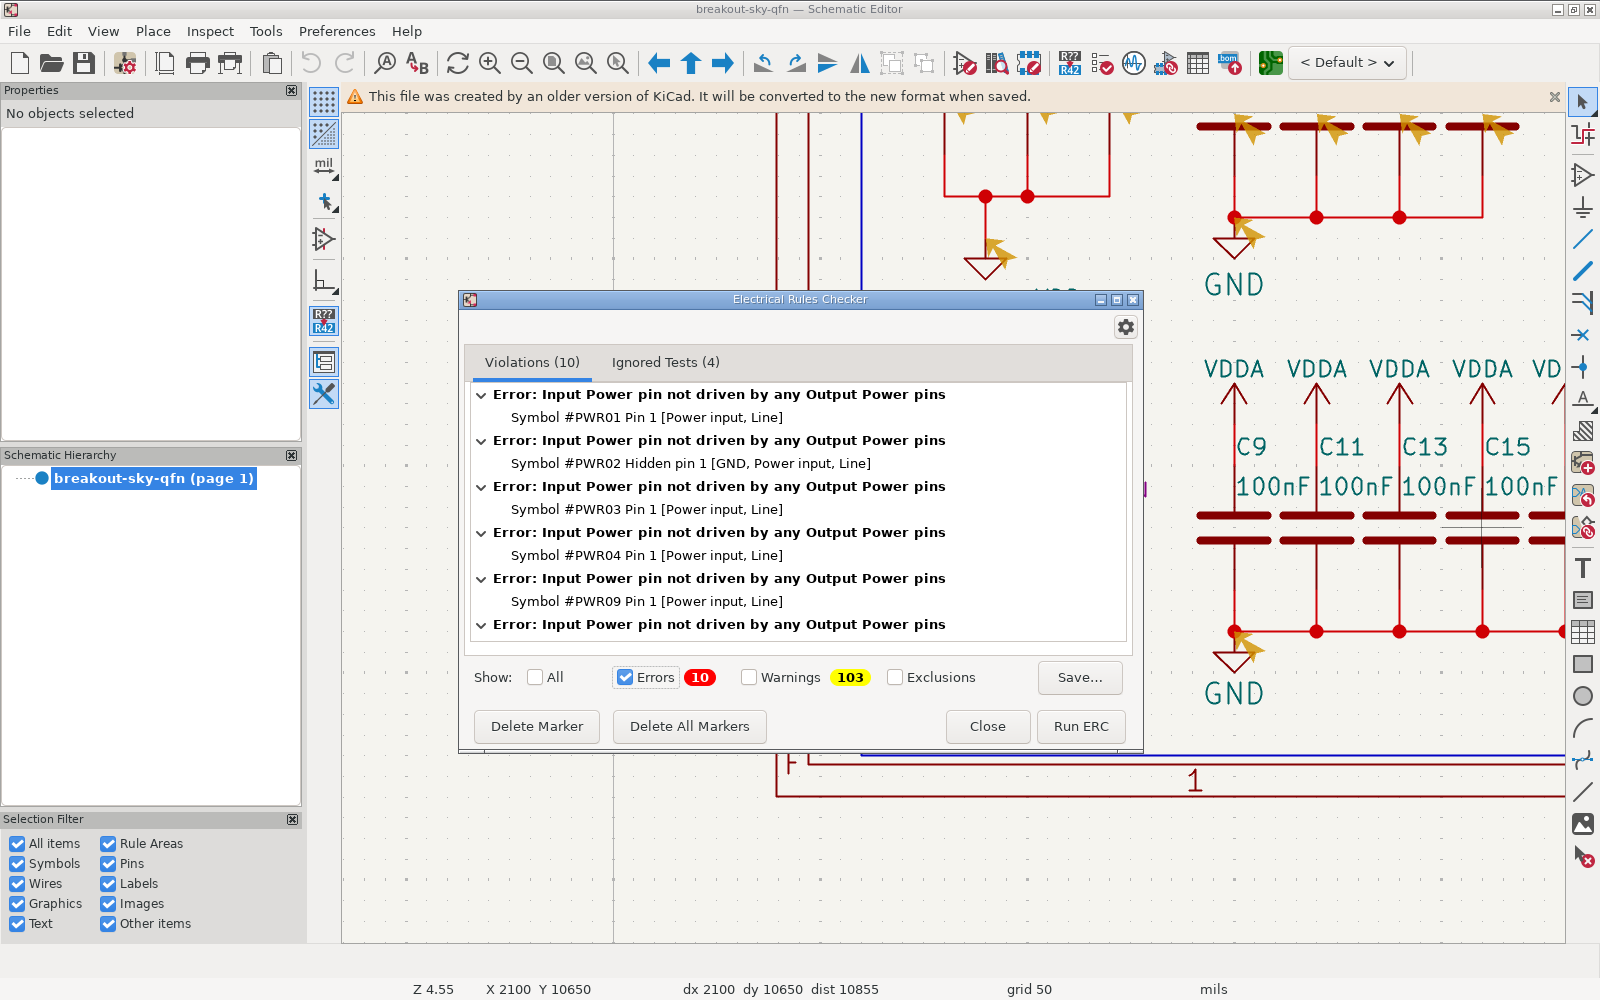 breakout-sky-qfn — Schematic Editor
File Edit View Place Inspect Tools Preferences Help
R??
R42
.bom
< Default >
Properties
No objects selected
Schematic Hierarchy
breakout-sky-qfn (page 1)
Selection Filter
All items
Rule Areas
Symbols
Pins
Wires
Labels
Graphics
Images
Text
Other items
mil
R??
R42
This file was created by an older version of KiCad. It will be converted to the new format when saved.
GND
VDDA VDDA VDDA VDDA VD
C9 C11 C13 C15
100nF 100nF 100nF 100nF
GND
1
Electrical Rules Checker
Violations (10)
Ignored Tests (4)
Error: Input Power pin not driven by any Output Power pins
Symbol #PWR01 Pin 1 [Power input, Line]
Error: Input Power pin not driven by any Output Power pins
Symbol #PWR02 Hidden pin 1 [GND, Power input, Line]
Error: Input Power pin not driven by any Output Power pins
Symbol #PWR03 Pin 1 [Power input, Line]
Error: Input Power pin not driven by any Output Power pins
Symbol #PWR04 Pin 1 [Power input, Line]
Error: Input Power pin not driven by any Output Power pins
Symbol #PWR09 Pin 1 [Power input, Line]
Error: Input Power pin not driven by any Output Power pins
Show: All Errors 10 Warnings 103 Exclusions Save...
Delete Marker Delete All Markers Close Run ERC
Z 4.55 X 2100 Y 10650 dx 2100 dy 10650 dist 10855 grid 50 mils